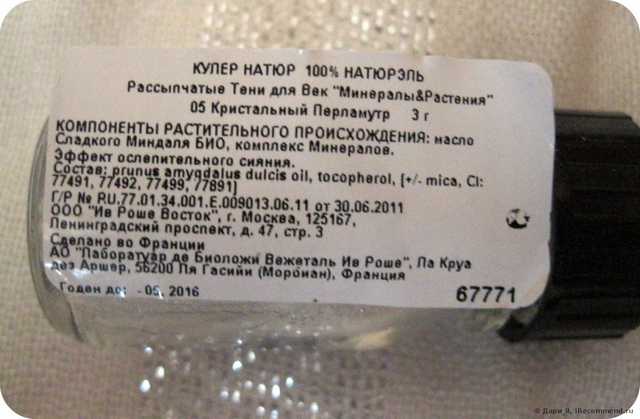 КУЛЕР НАТЮР 100% НАТЮРЭЛЬ
Рассыпчатые Тени для Век "Минералы&Растения"
05 Кристальный Перламутр 3 г
КОМПОНЕНТЫ РАСТИТЕЛЬНОГО ПРОИСХОЖДЕНИЯ: масло
Сладкого Миндаля БИО, комплекс Минералов.
Эффект ослепительного сияния.
Состав: prunus amygdalus dulcis oil, tocopherol, [+/- mica, CI:
77491, 77492, 77499, 77891]
Г/Р № RU.77.01.34.001.E.009013.06.11 от 30.06.2011
ООО "Ив Роше Восток", г. Москва, 125167,
Ленинградский проспект, д. 47, стр. 3
Сделано во Франции
АО "Лаборатуар де Биоложи Вежеталь Ив Роше", Ла Круа
дез Аршер, 56200 Ля Гасийи (Морбиан), Франция
Годен до: - 05, 2016
67771
© Дари_Я, IRecommend.ru